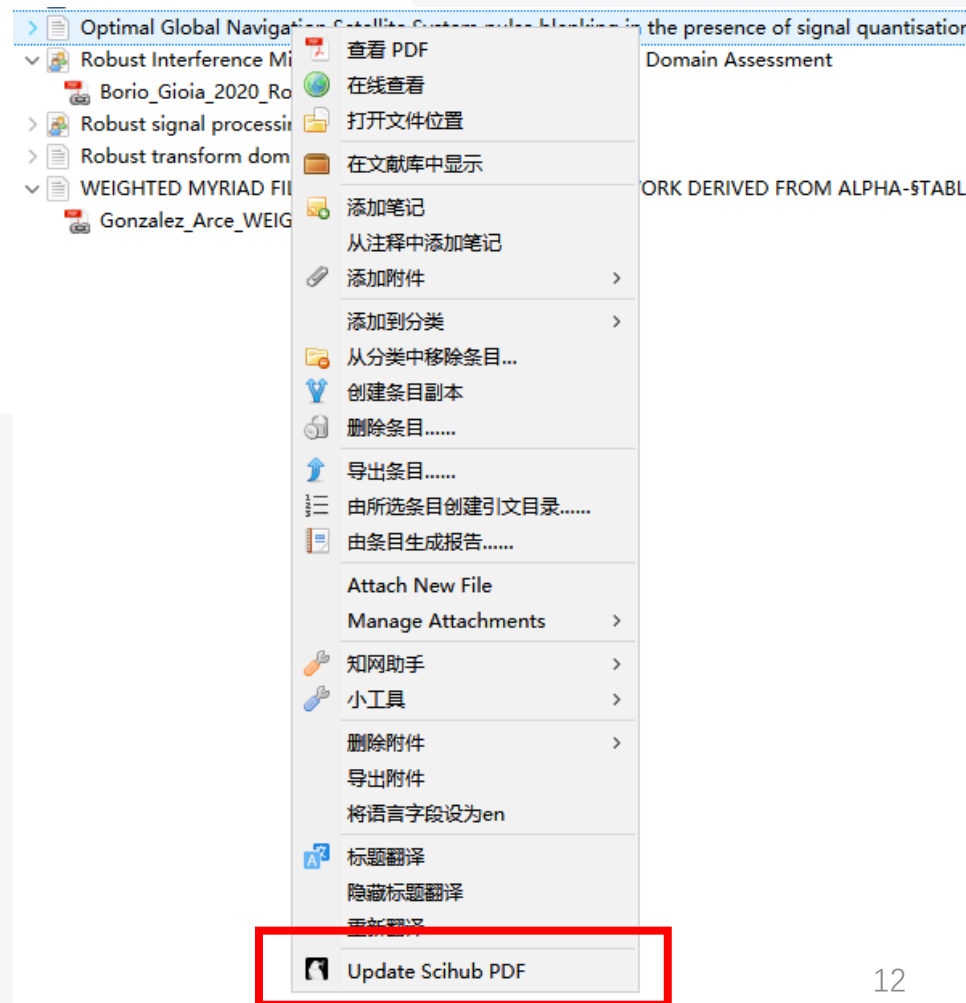 Optimal Global Navigation Satellite System pulse blanking in the presence of signal quantisation
Robust Interference Mi
Domain Assessment
Borio_Gioia_2020_Ro
Robust signal processin
Robust transform dom
WEIGHTED MYRIAD FIL
ORK DERIVED FROM ALPHA-§TABL
Gonzalez_Arce_WEIG
查看 PDF
在线查看
打开文件位置
在文献库中显示
添加笔记
从注释中添加笔记
添加附件
添加到分类
从分类中移除条目...
创建条目副本
删除条目......
导出条目......
由所选条目创建引文目录......
由条目生成报告......
Attach New File
Manage Attachments
知网助手
小工具
删除附件
导出附件
将语言字段设为en
标题翻译
隐藏标题翻译
重新翻译
Update Scihub PDF
12